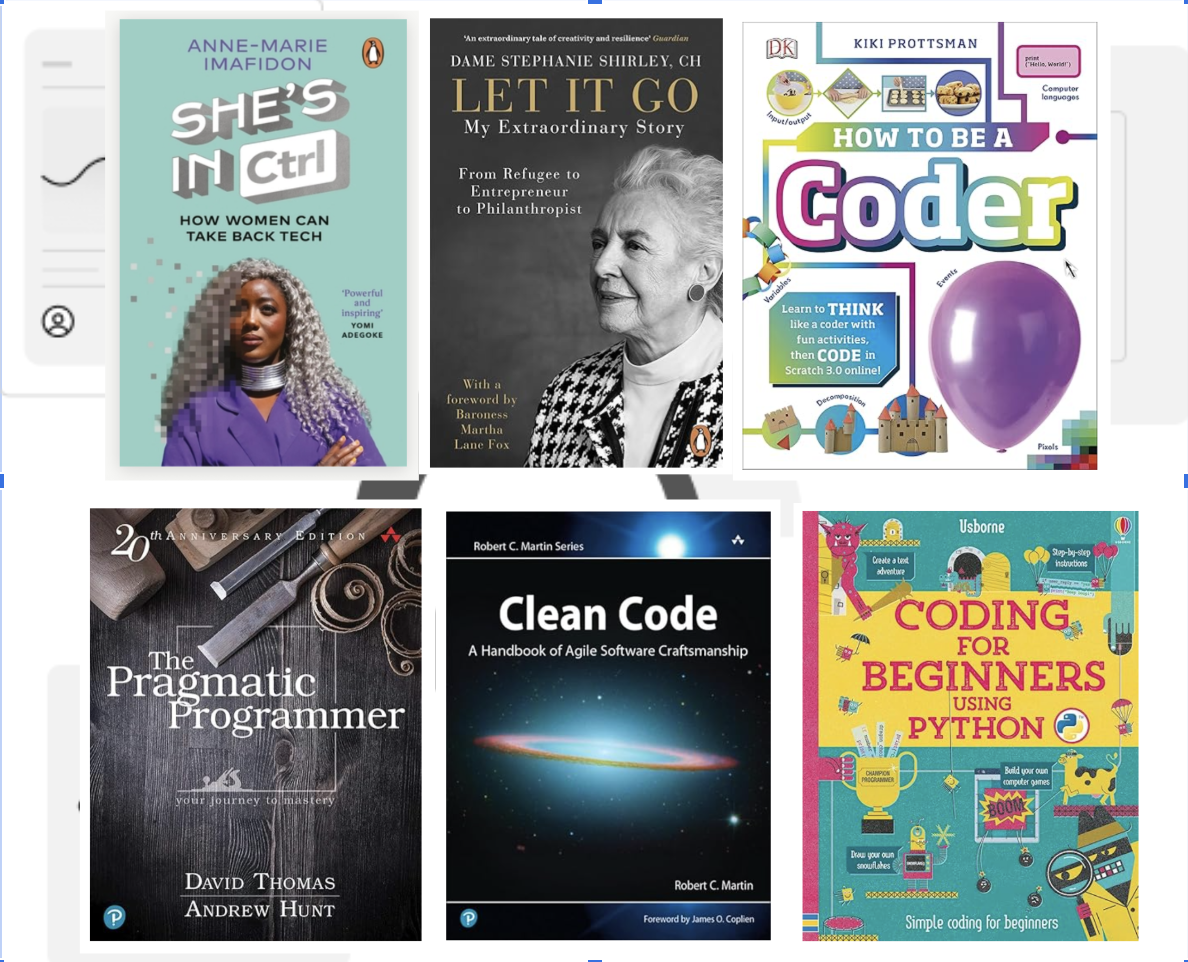 ANNE-MARIE
IMAFIDON
SHE'S
IN Ctrl
HOW WOMEN CAN
TAKE BACK TECH
'Powerful
and
inspiring'
YOMI
ADEGOKE
'An extraordinary tale of creativity and resilience' Guardian
DAME STEPHANIE SHIRLEY, CH
LET IT GO
My Extraordinary Story
From Refugee to
Entrepreneur
to Philanthropist
With a
foreword by
Baroness
Martha
Lane Fox
DK
KIKI PROTTSMAN
print
("Hello, World!")
Computer
languages
Input/output
HOW TO BE A
Coder
Variables
Events
Learn to THINK
like a coder with
fun activities,
then CODE in
Scratch 3.0 online!
Decomposition
Pixels
20th ANNIVERSARY EDITION
The
Pragmatic
Programmer
your journey to mastery
DAVID THOMAS
ANDREW HUNT
P
Robert C. Martin Series
Clean Code
A Handbook of Agile Software Craftsmanship
Robert C. Martin
Foreword by James O. Coplien
P
Usborne
Create a text
adventure
Step-by-step
instructions
CODING
FOR
BEGINNERS
USING
PYTHON
CHAMPION
PROGRAMMER
Build your own
computer games
BOOM
Draw your own
snowflakes
Simple coding for beginners